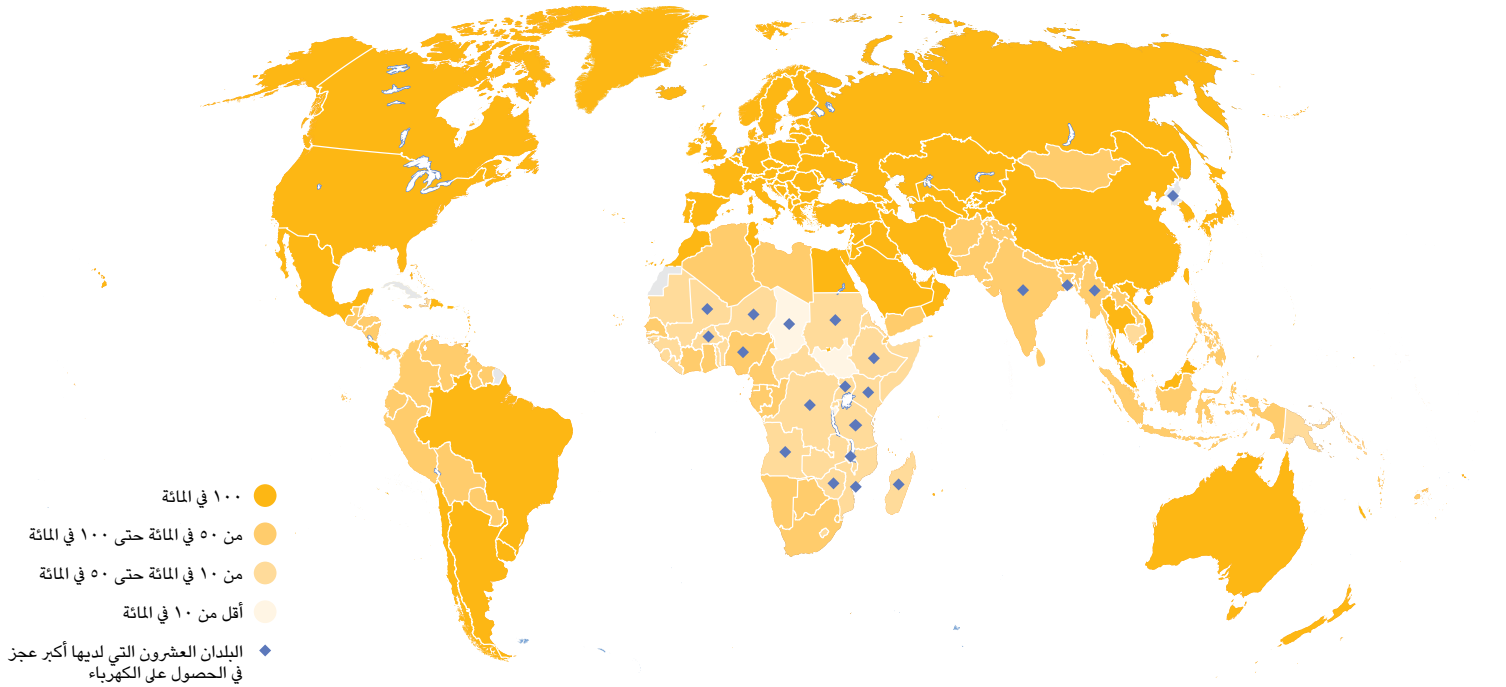 ١٠٠ في المائة
من ٥٠ في المائة حتى ١٠٠ في المائة
من ١٠ في المائة حتى ٥٠ في المائة
أقل من ١٠ في المائة
البلدان العشرون التي لديها أكبر عجز
في الحصول على الكهرباء